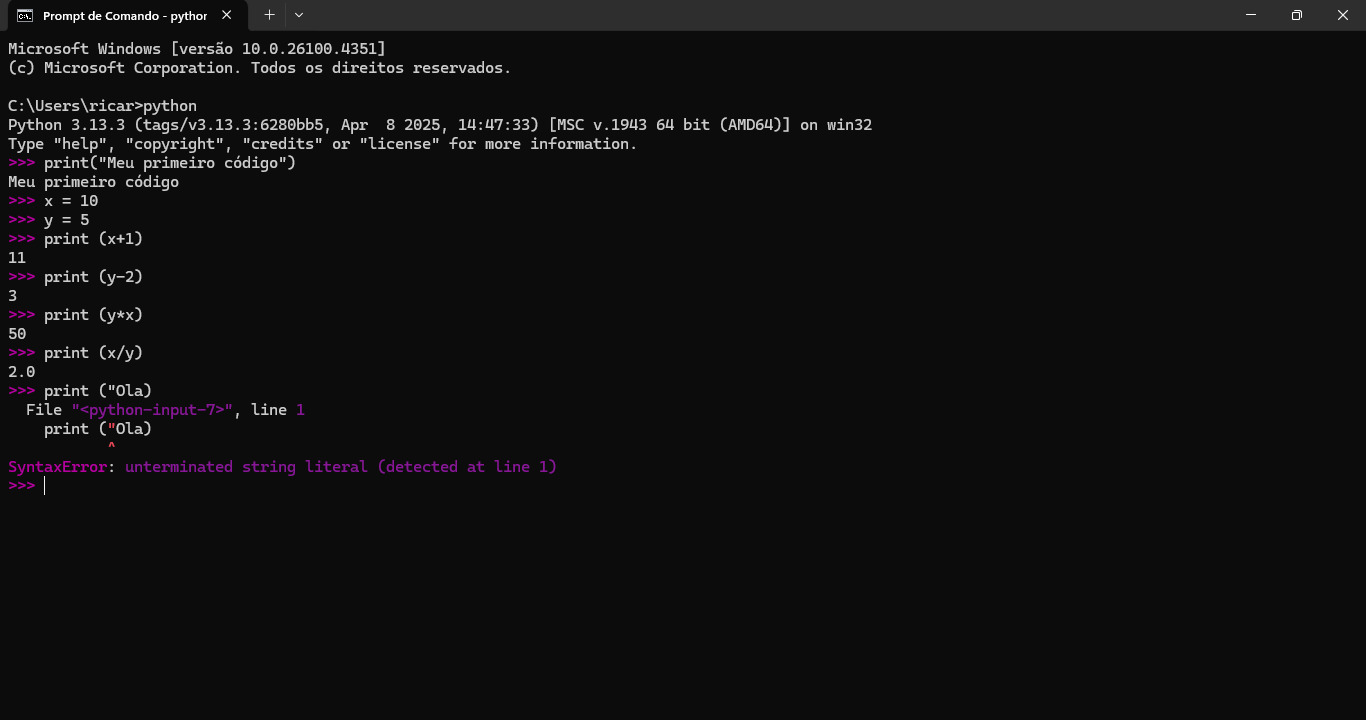 Prompt de Comando - python
Microsoft Windows [versão 10.0.26100.4351]
(c) Microsoft Corporation. Todos os direitos reservados.
C:\Users\ricar>python
Python 3.13.3 (tags/v3.13.3:6280bb5, Apr  8 2025, 14:47:33) [MSC v.1943 64 bit (AMD64)] on win32
Type "help", "copyright", "credits" or "license" for more information.
>>> print("Meu primeiro código")
Meu primeiro código
>>> x = 10
>>> y = 5
>>> print (x+1)
11
>>> print (y-2)
3
>>> print (y*x)
50
>>> print (x/y)
2.0
>>> print ("Ola)
  File "<python-input-7>", line 1
    print ("Ola)
           ^
SyntaxError: unterminated string literal (detected at line 1)
>>>